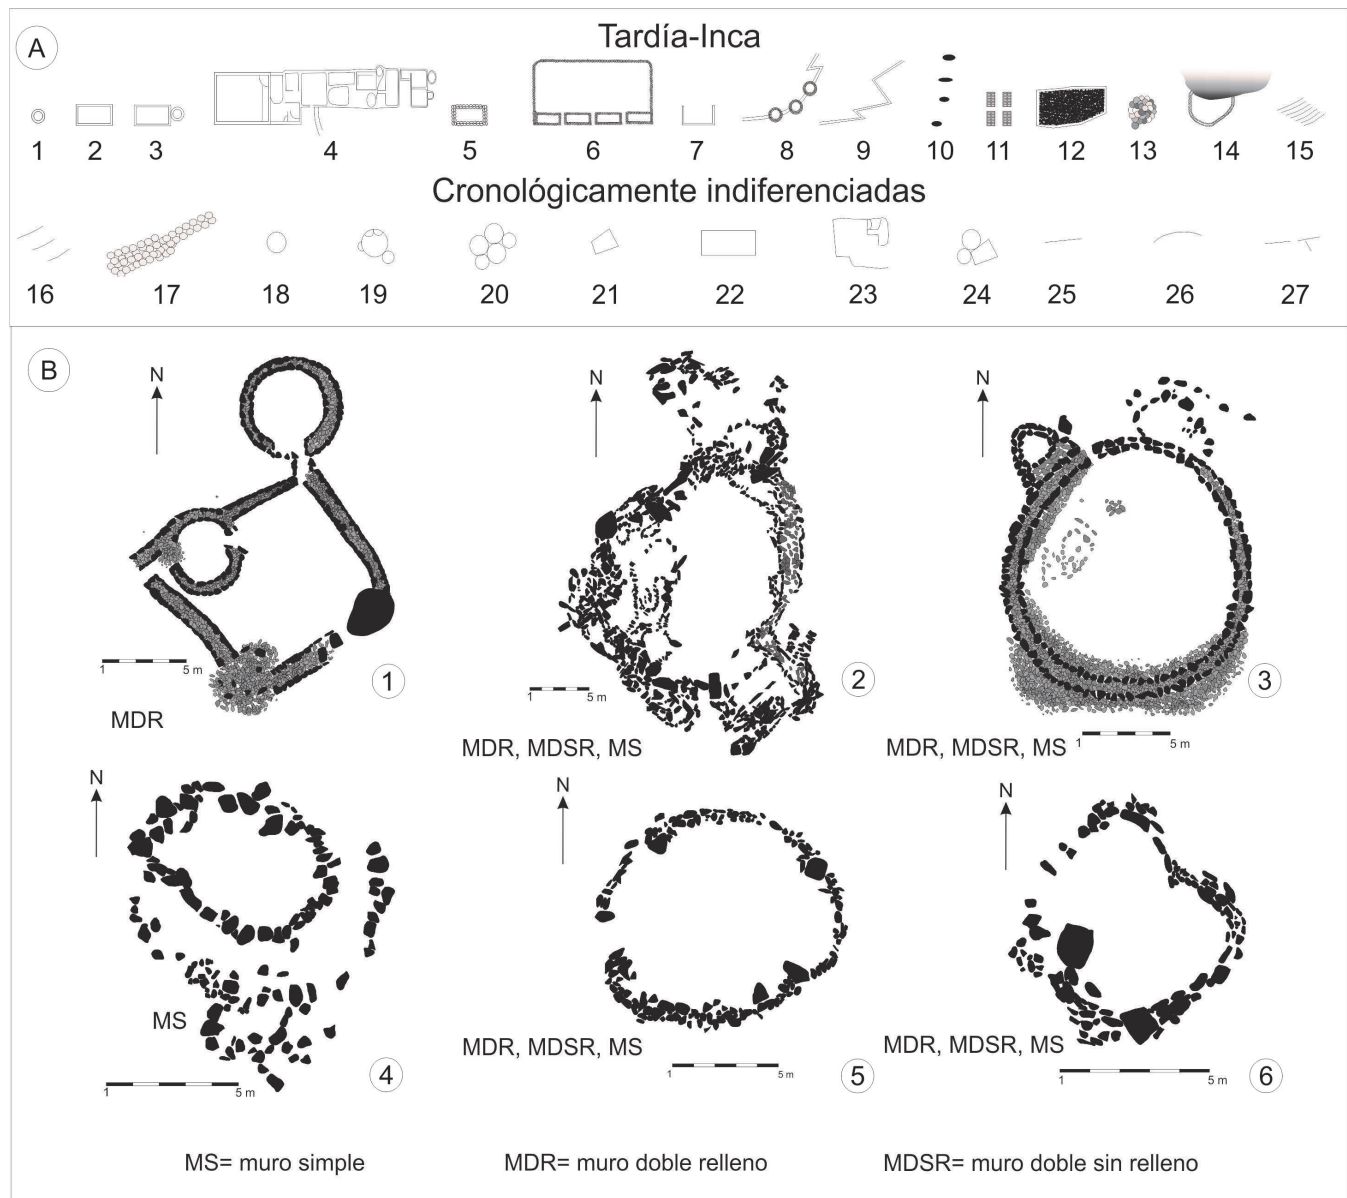 A
Tardía-Inca
1 2 3 4 5 6 7 8 9 10 11 12 13 14 15
Cronológicamente indiferenciadas
16 17 18 19 20 21 22 23 24 25 26 27
B
N
1 5 m
1
MDR
N
1 5 m
2
MDR, MDSR, MS
N
3
MDR, MDSR, MS
1 5 m
N
MS
1 5 m
4
N
MDR, MDSR, MS
1 5 m
5
N
MDR, MDSR, MS
1 5 m
6
MS= muro simple
MDR= muro doble relleno
MDSR= muro doble sin relleno